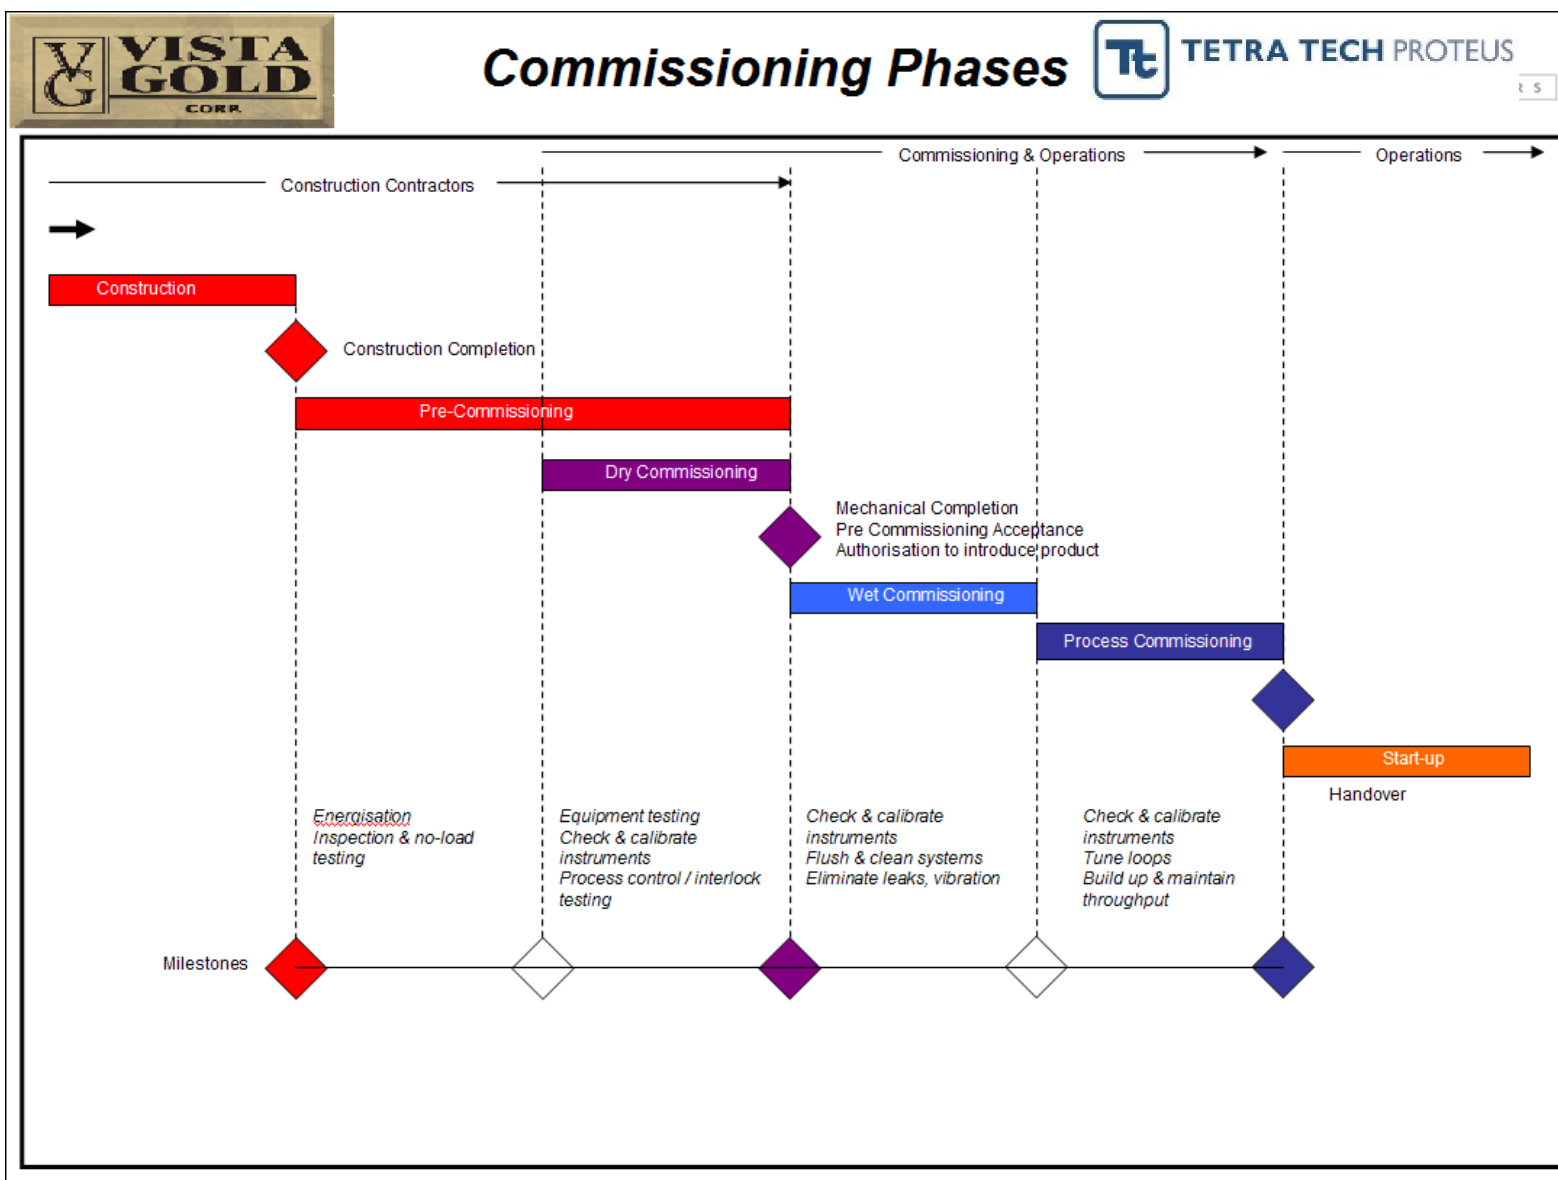 VG
VISTA
GOLD
CORP.
Commissioning Phases
Tt
TETRA TECH PROTEUS
R S
Commissioning & Operations
Operations
Construction Contractors
Construction
Construction Completion
Pre-Commissioning
Dry Commissioning
Mechanical Completion
Pre Commissioning Acceptance
Authorisation to introduce product
Wet Commissioning
Process Commissioning
Start-up
Handover
Energisation
Inspection & no-load
testing
Equipment testing
Check & calibrate
instruments
Process control / interlock
testing
Check & calibrate
instruments
Flush & clean systems
Eliminate leaks, vibration
Check & calibrate
instruments
Tune loops
Build up & maintain
throughput
Milestones